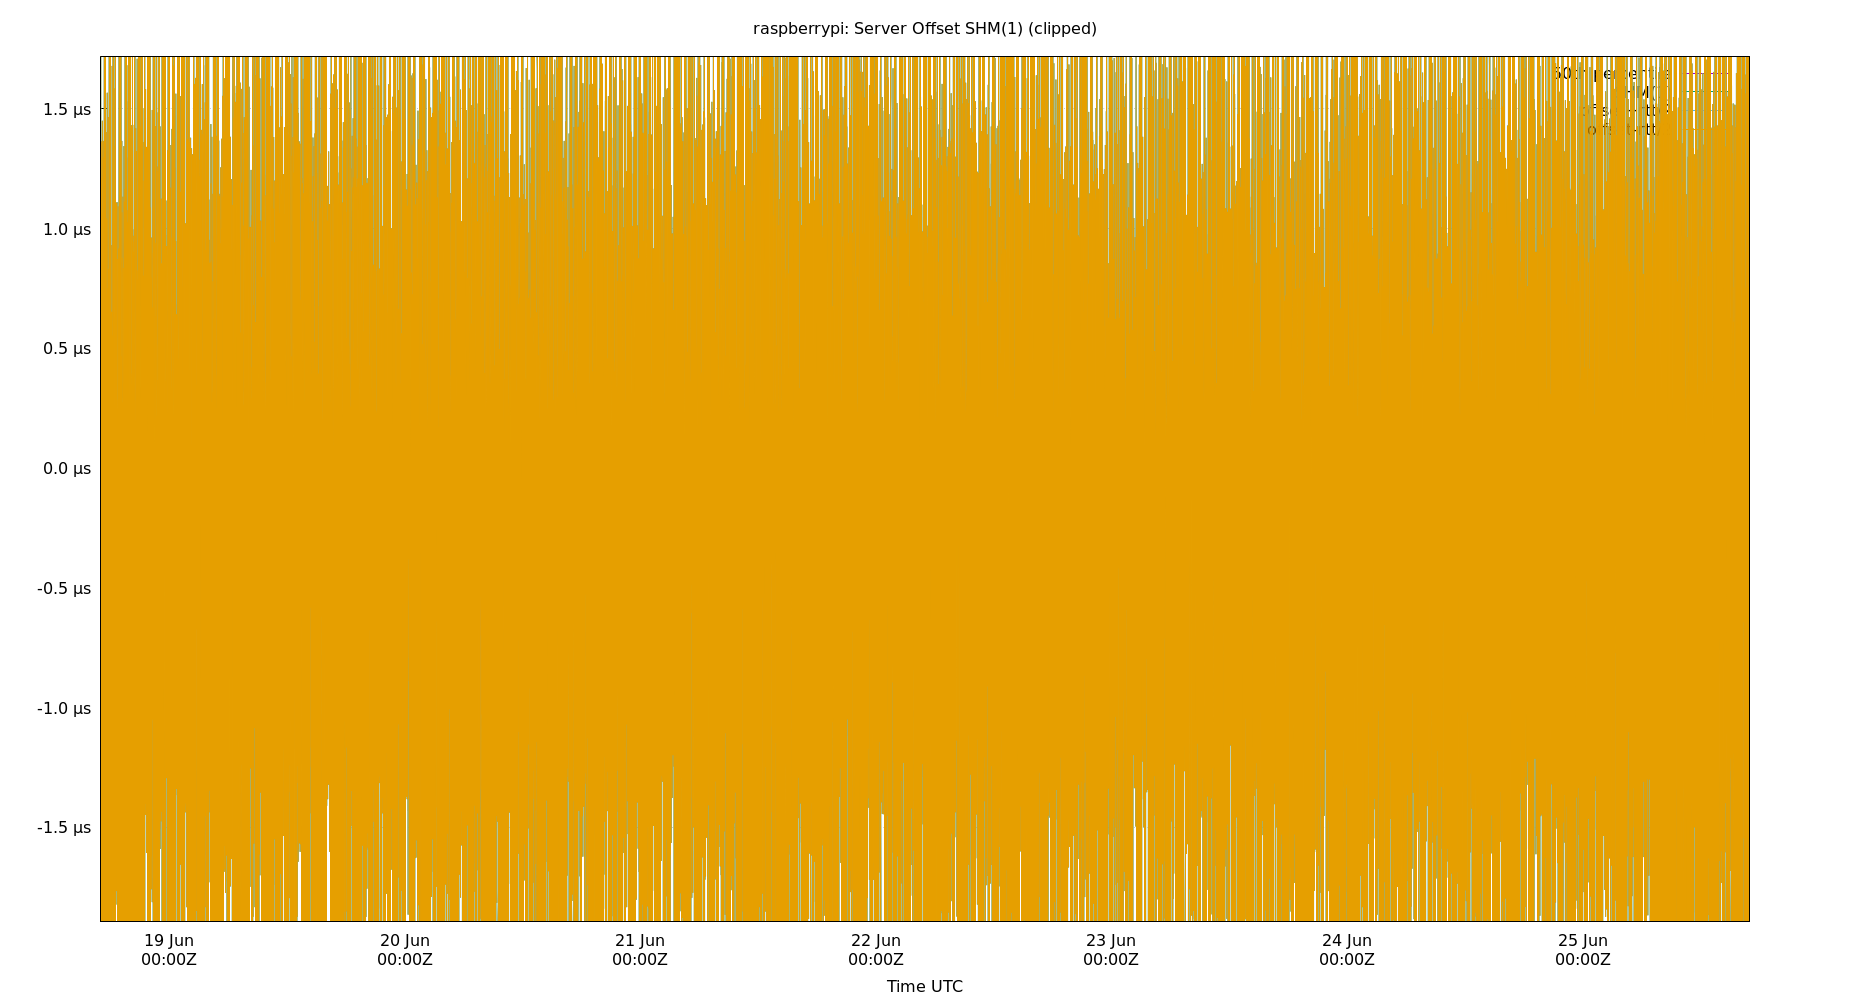 raspberrypi: Server Offset SHM(1) (clipped)
1.5 µs
1.0 µs
0.5 µs
0.0 µs
-0.5 µs
-1.0 µs
-1.5 µs
19 Jun 20 Jun 21 Jun 22 Jun 23 Jun 24 Jun 25 Jun
00:00Z 00:00Z 00:00Z 00:00Z 00:00Z 00:00Z 00:00Z
Time UTC